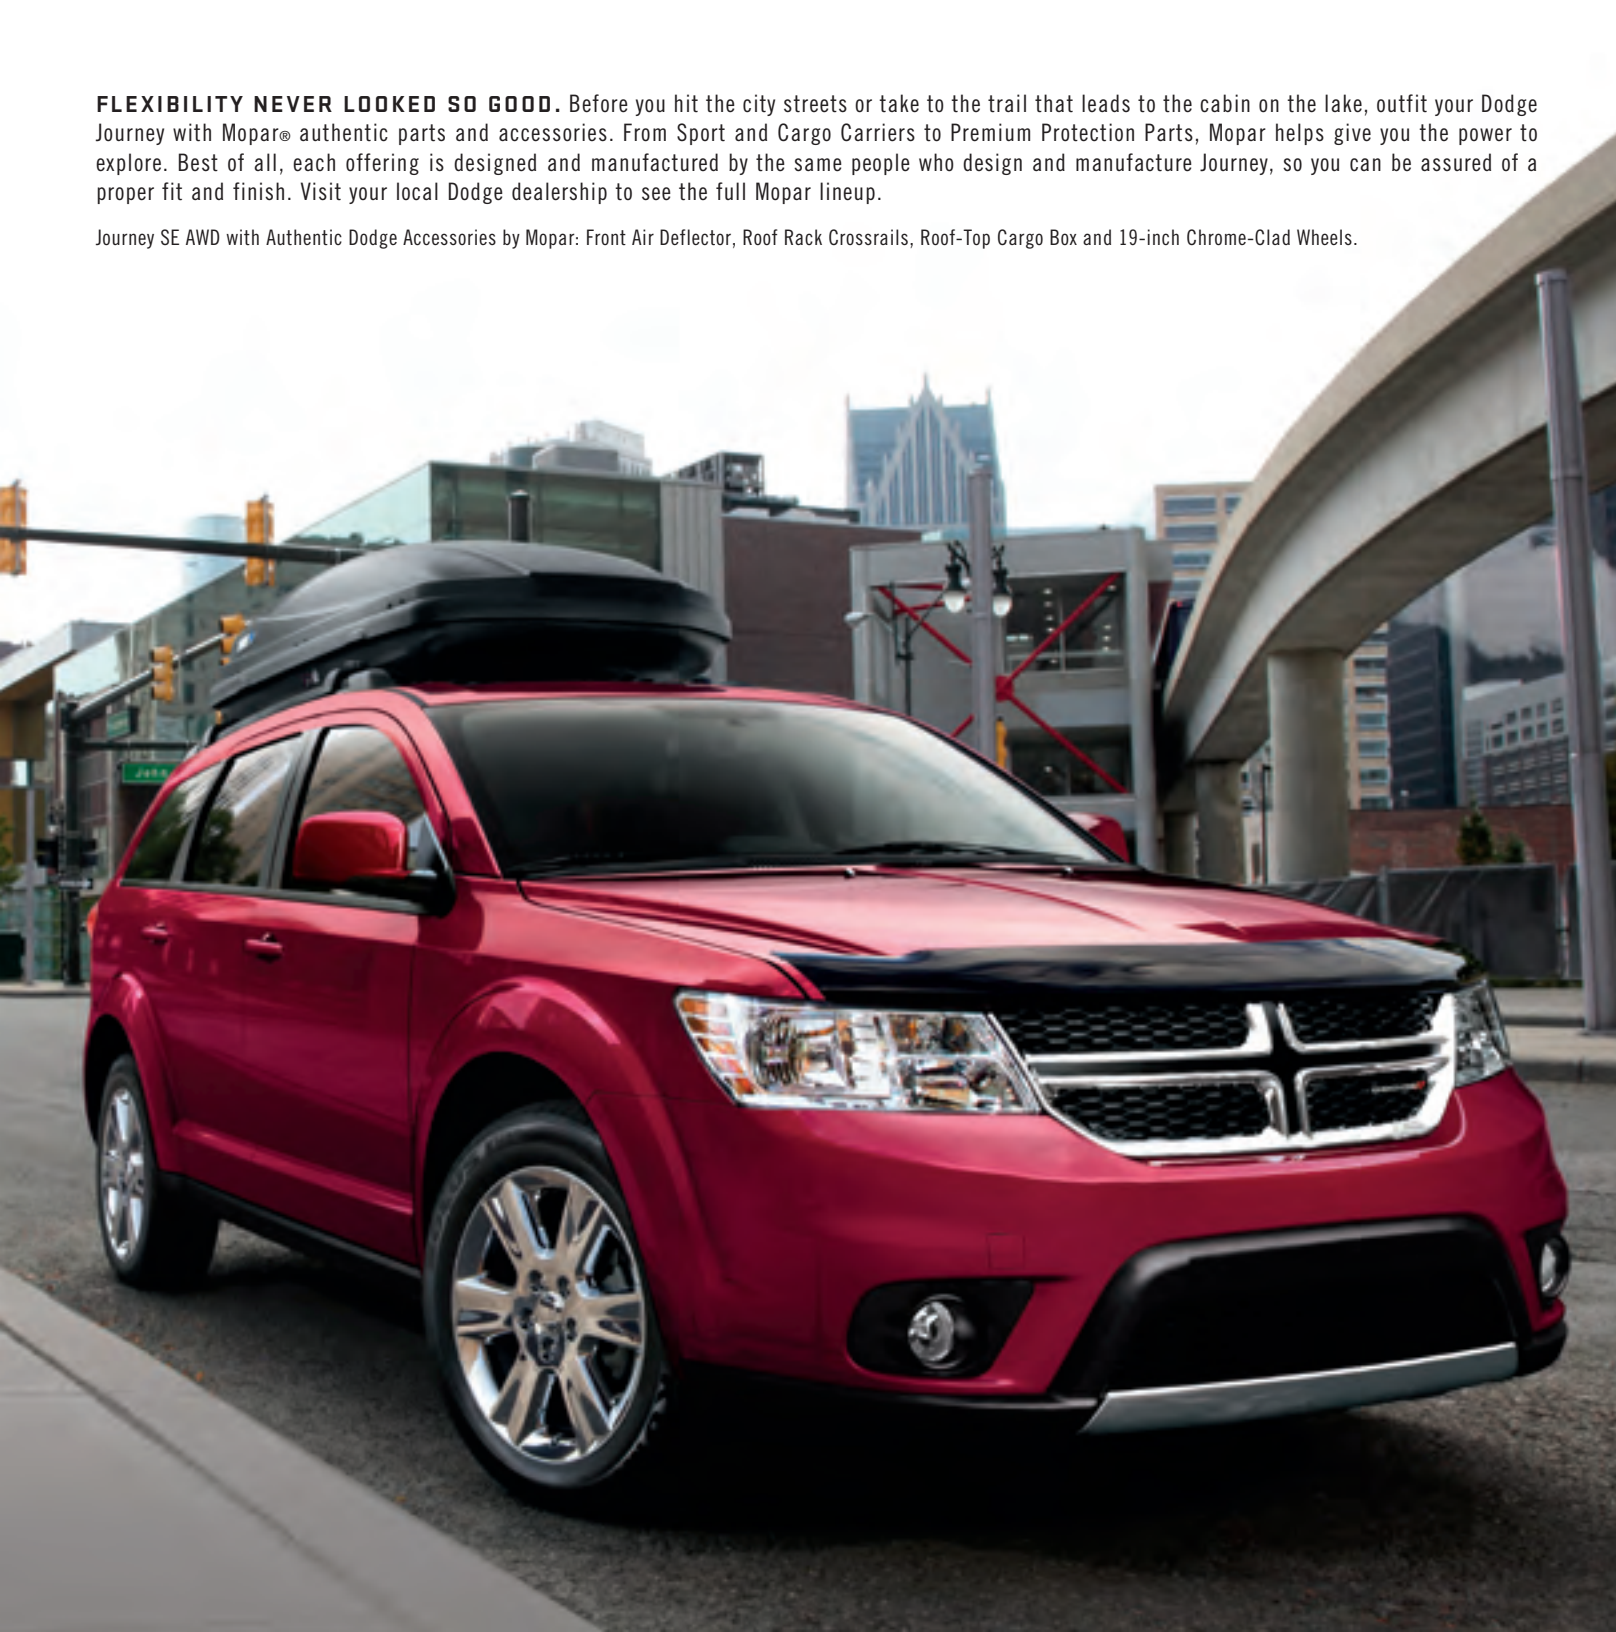 FLEXIBILITY NEVER LOOKED SO GOOD. Before you hit the city streets or take to the trail that leads to the cabin on the lake, outfit your Dodge
Journey with Mopar® authentic parts and accessories. From Sport and Cargo Carriers to Premium Protection Parts, Mopar helps give you the power to
explore. Best of all, each offering is designed and manufactured by the same people who design and manufacture Journey, so you can be assured of a
proper fit and finish. Visit your local Dodge dealership to see the full Mopar lineup.
Journey SE AWD with Authentic Dodge Accessories by Mopar: Front Air Deflector, Roof Rack Crossrails, Roof-Top Cargo Box and 19-inch Chrome-Clad Wheels.
John